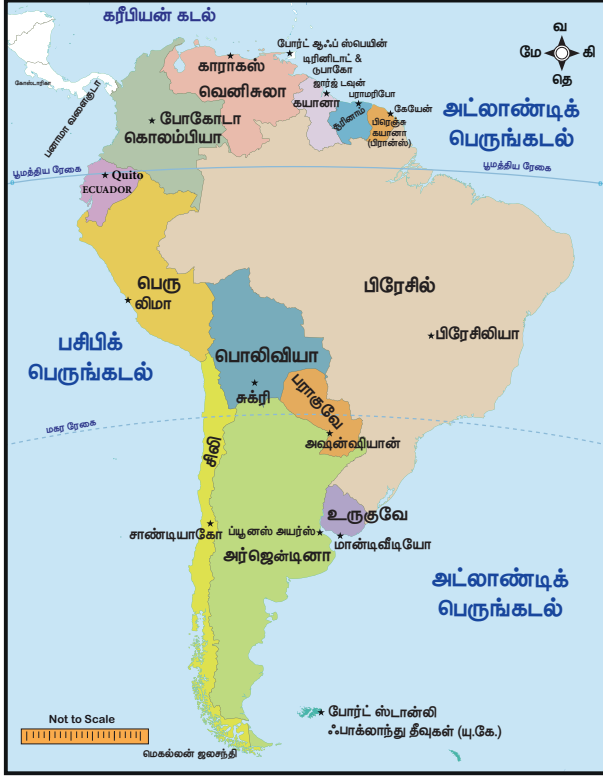 கரீபியன் கடல்
வ
மே
கி
தெ
போர்ட் ஆஃப் ஸ்பெயின்
டிரினிடாட் &
டுபாகோ
கோஸ்டாரிகா
பனாமா வளைகுடா
காராகஸ்
வெனிசுலா
ஜார்ஜ் டவுன்
கயானா
பராமரிபோ
சூரினாம்
கேயேன்
பிரெஞ்சு
கயானா
(பிரான்ஸ்)
அட்லாண்டிக்
பெருங்கடல்
போகோடா
கொலம்பியா
பூமத்திய ரேகை
பூமத்திய ரேகை
Quito
ECUADOR
பெரு
லிமா
பிரேசில்
பிரேசிலியா
பசிபிக்
பெருங்கடல்
பொலிவியா
சுக்ரி
பராகுவே
அஷன்ஷியான்
மகர ரேகை
சிலி
உருகுவே
சாண்டியாகோ
ப்யூனஸ் அயர்ஸ்
மான்டிவீடியோ
அர்ஜென்டினா
அட்லாண்டிக்
பெருங்கடல்
Not to Scale
போர்ட் ஸ்டான்லி
ஃபாக்லாந்து தீவுகள் (யு.கே.)
மெகல்லன் ஜலசந்தி